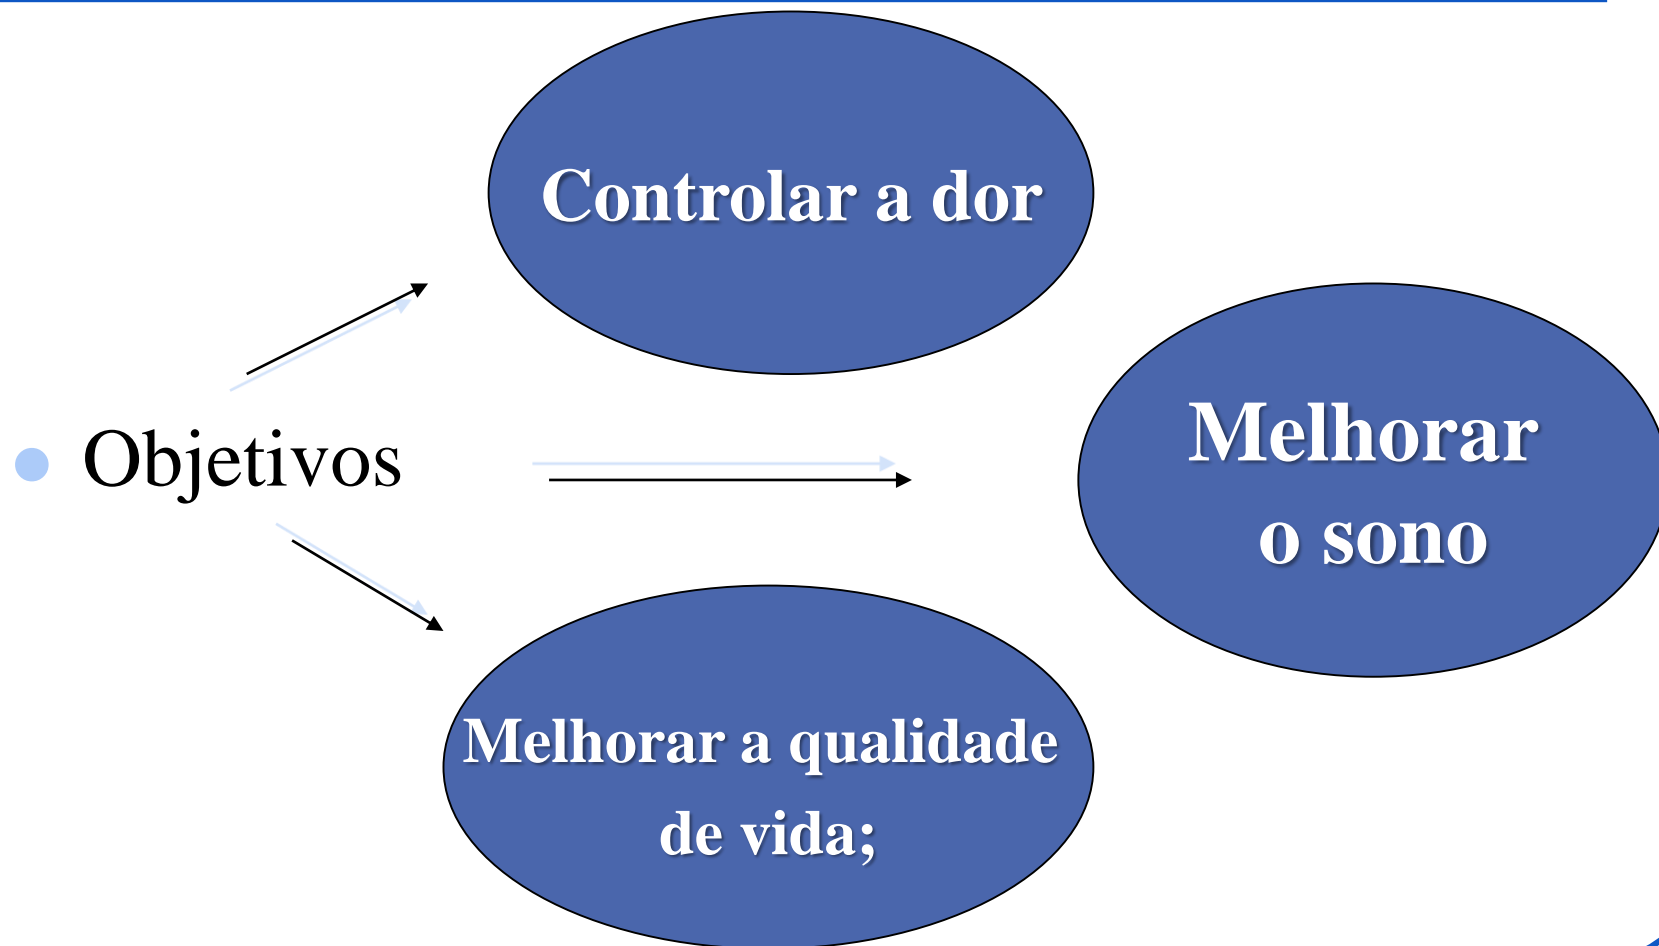 Controlar a dor
Objetivos
Melhorar
o sono
Melhorar a qualidade
de vida;